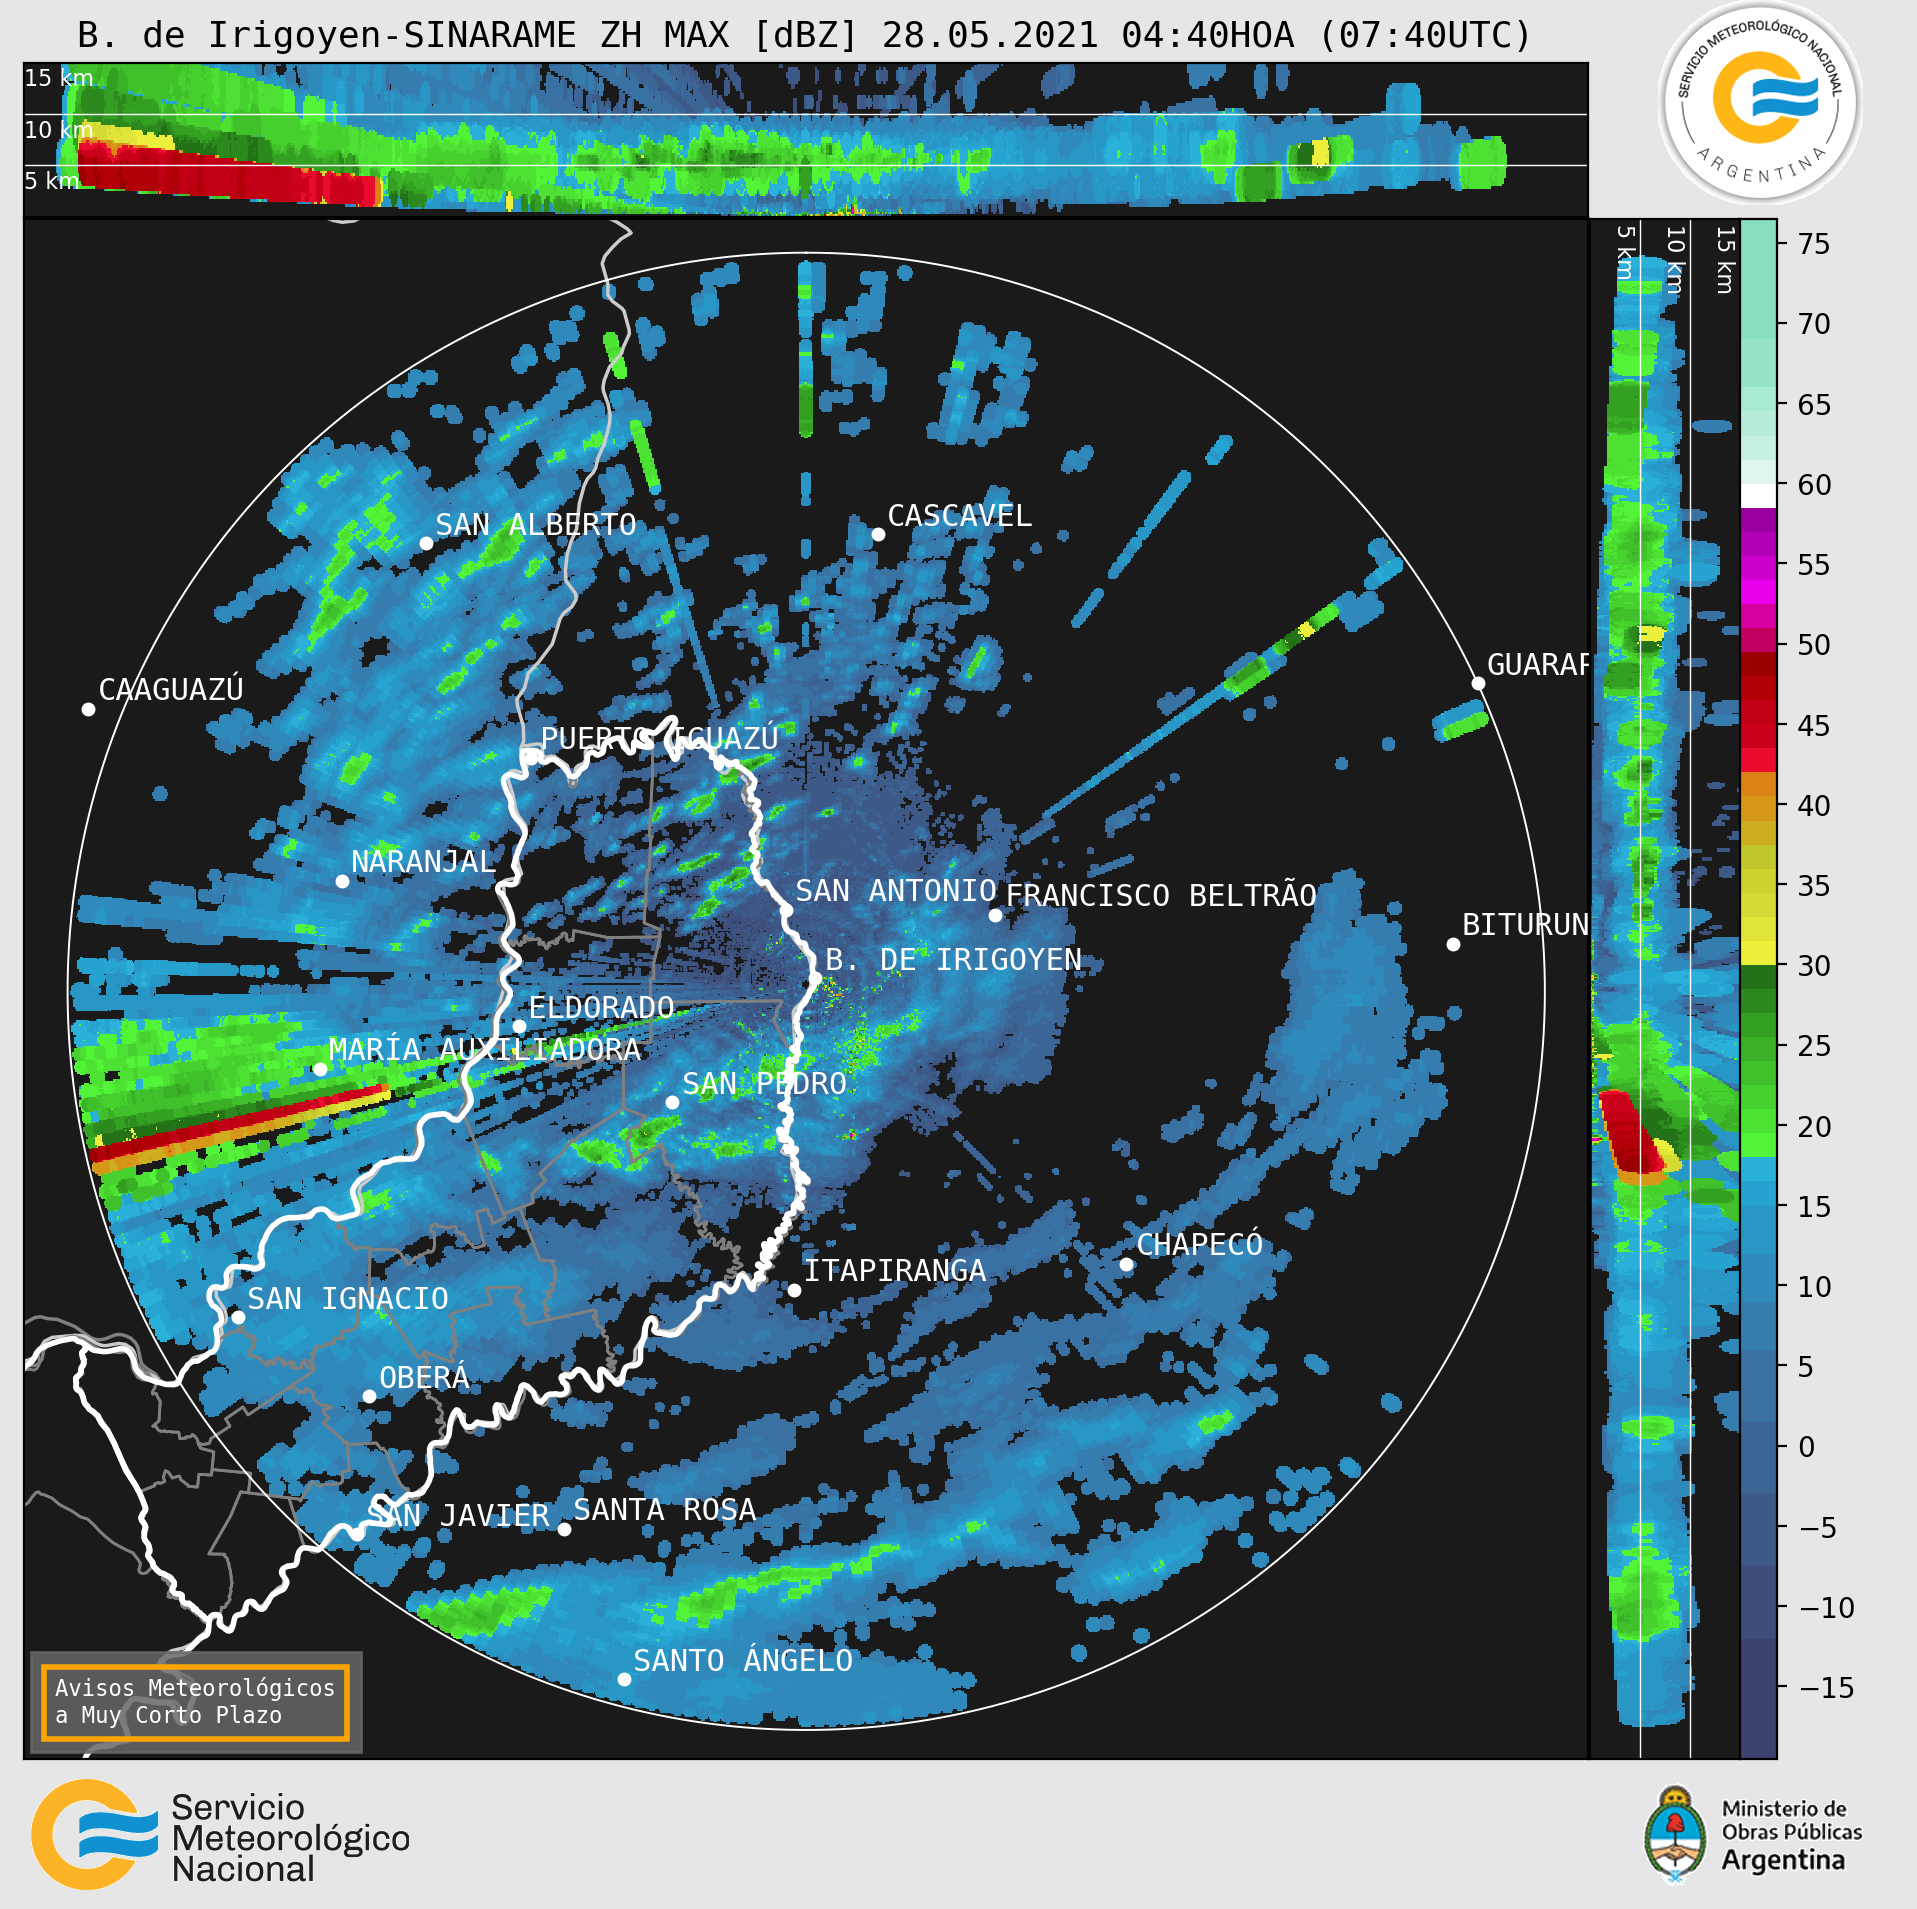 B. de Irigoyen-SINARAME ZH MAX [dBZ] 28.05.2021 04:40HOA (07:40UTC)
SERVICIO METEOROLÓGICO NACIONAL
ARGENTINA
15 km
10 km
5 km
5 km
10 km
15 km
75
70
65
60
55
50
45
40
35
30
25
20
15
10
5
0
−5
−10
−15
CASCAVEL
SAN ALBERTO
GUARAP
CAAGUAZÚ
PUERTO IGUAZÚ
NARANJAL
SAN ANTONIO
FRANCISCO BELTRÃO
BITURUN
B. DE IRIGOYEN
ELDORADO
MARÍA AUXILIADORA
SAN PEDRO
CHAPECÓ
ITAPIRANGA
SAN IGNACIO
OBERÁ
SAN JAVIER
SANTA ROSA
SANTO ÁNGELO
Avisos Meteorológicos
a Muy Corto Plazo
Servicio
Meteorológico
Nacional
Ministerio de
Obras Públicas
Argentina